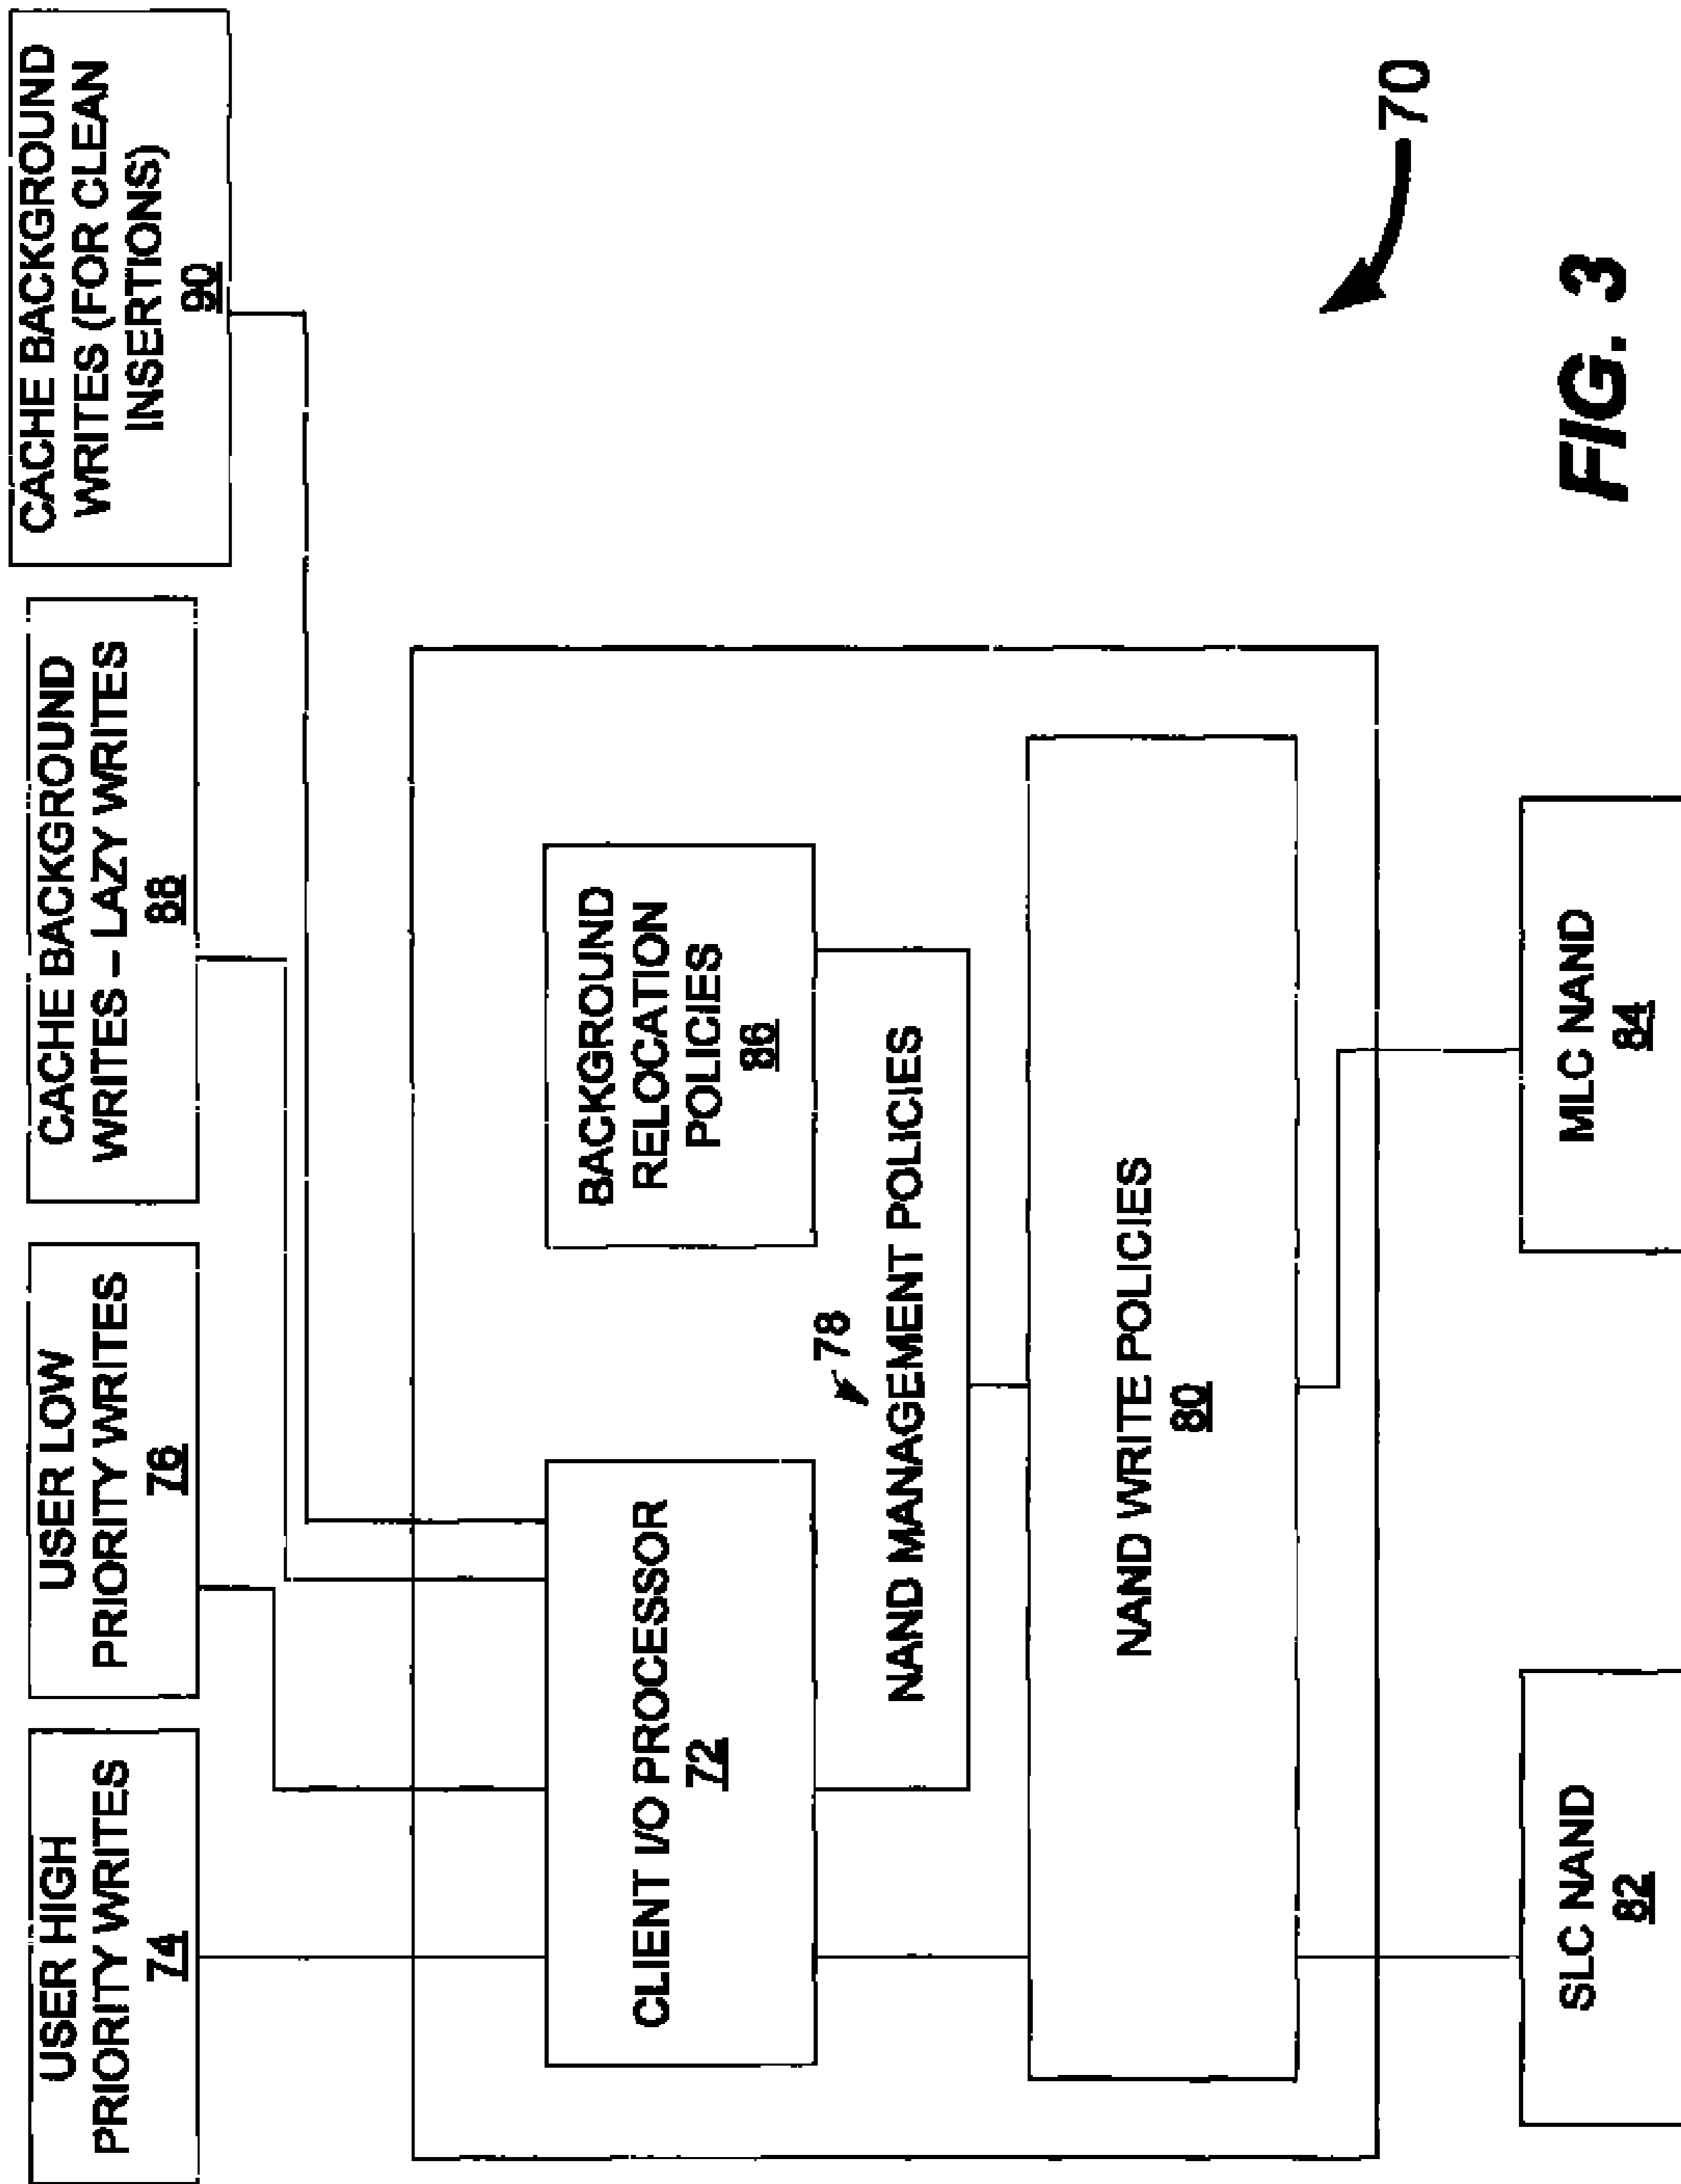 USER HIGH
PRIORITY WRITES
74
USER LOW
PRIORITY WRITES
76
CACHE BACKGROUND
WRITES – LAZY WRITES
88
CACHE BACKGROUND
WRITES (FOR CLEAN
INSERTIONS)
90
CLIENT I/O PROCESSOR
72
BACKGROUND
RELOCATION
POLICIES
86
78
NAND MANAGEMENT POLICIES
NAND WRITE POLICIES
80
SLC NAND
82
MLC NAND
84
70
FIG. 3